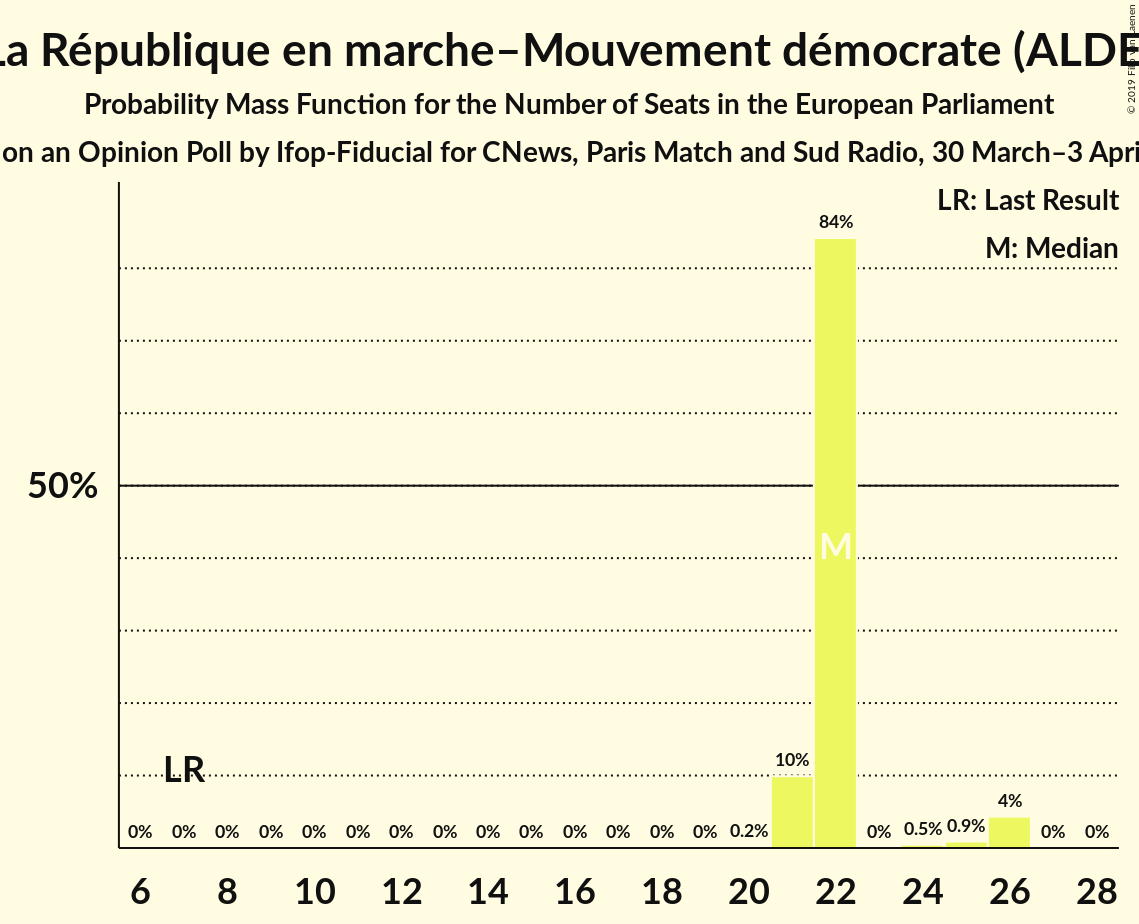 La République en marche–Mouvement démocrate (ALDE
Probability Mass Function for the Number of Seats in the European Parliament
on an Opinion Poll by Ifop-Fiducial for CNews, Paris Match and Sud Radio, 30 March–3 Apri
© 2019
LR: Last Result
M: Median
84%
50%
M
10%
LR
4%
0% 0% 0% 0% 0% 0% 0% 0% 0% 0% 0% 0% 0% 0% 0.2% 0% 0.5% 0.9% 0% 0%
6 8 10 12 14 16 18 20 22 24 26 28